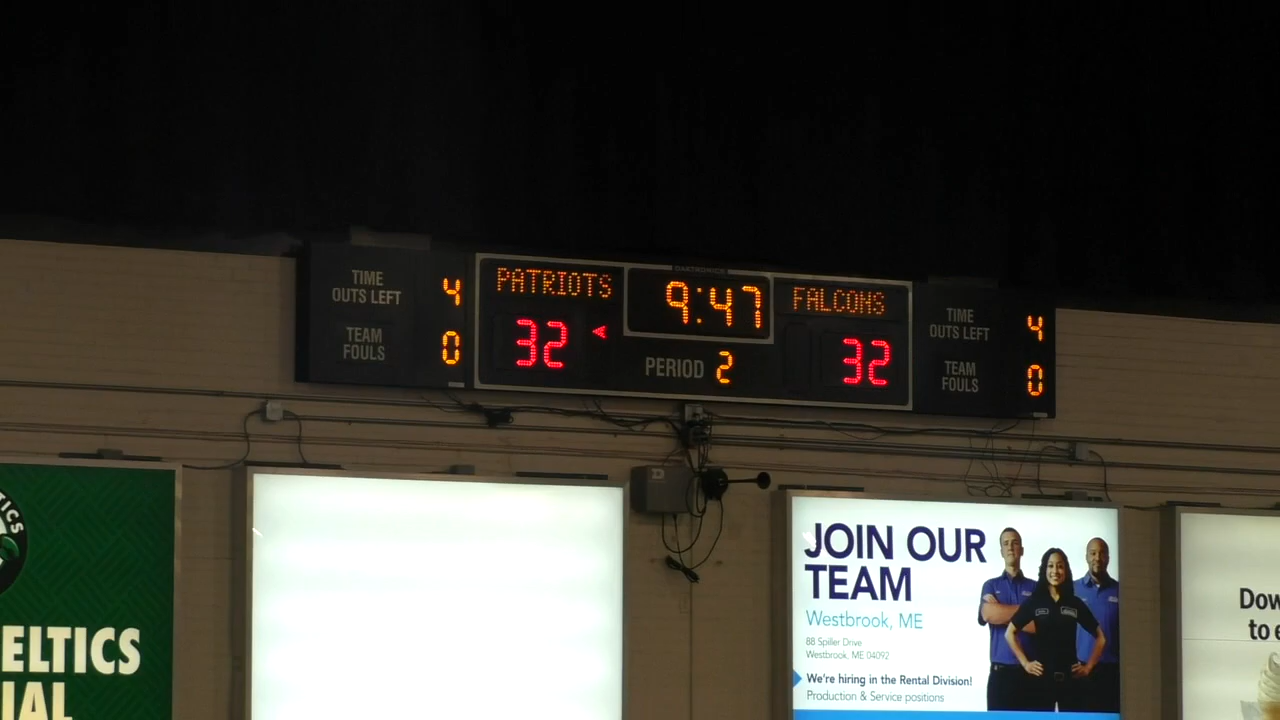 DAKTRONICS
TIME
OUTS LEFT 4
TEAM
FOULS 0
PATRIOTS
32
9:47
PERIOD 2
FALCONS
32
TIME
OUTS LEFT 4
TEAM
FOULS 0
ELTICS
IAL
JOIN OUR
TEAM
Westbrook, ME
88 Spiller Drive
Westbrook, ME 04092
We're hiring in the Rental Division!
Production & Service positions
Dow
to e